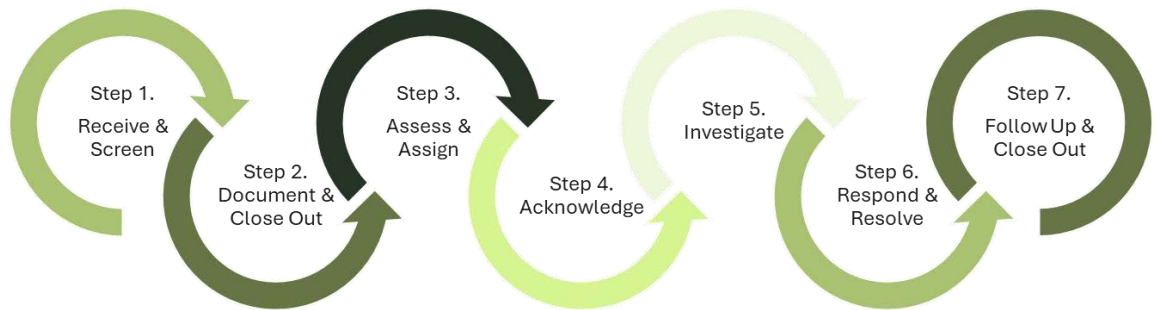 Step 1.
Receive &
Screen
Step 2.
Document &
Close Out
Step 3.
Assess &
Assign
Step 4.
Acknowledge
Step 5.
Investigate
Step 6.
Respond &
Resolve
Step 7.
Follow Up &
Close Out